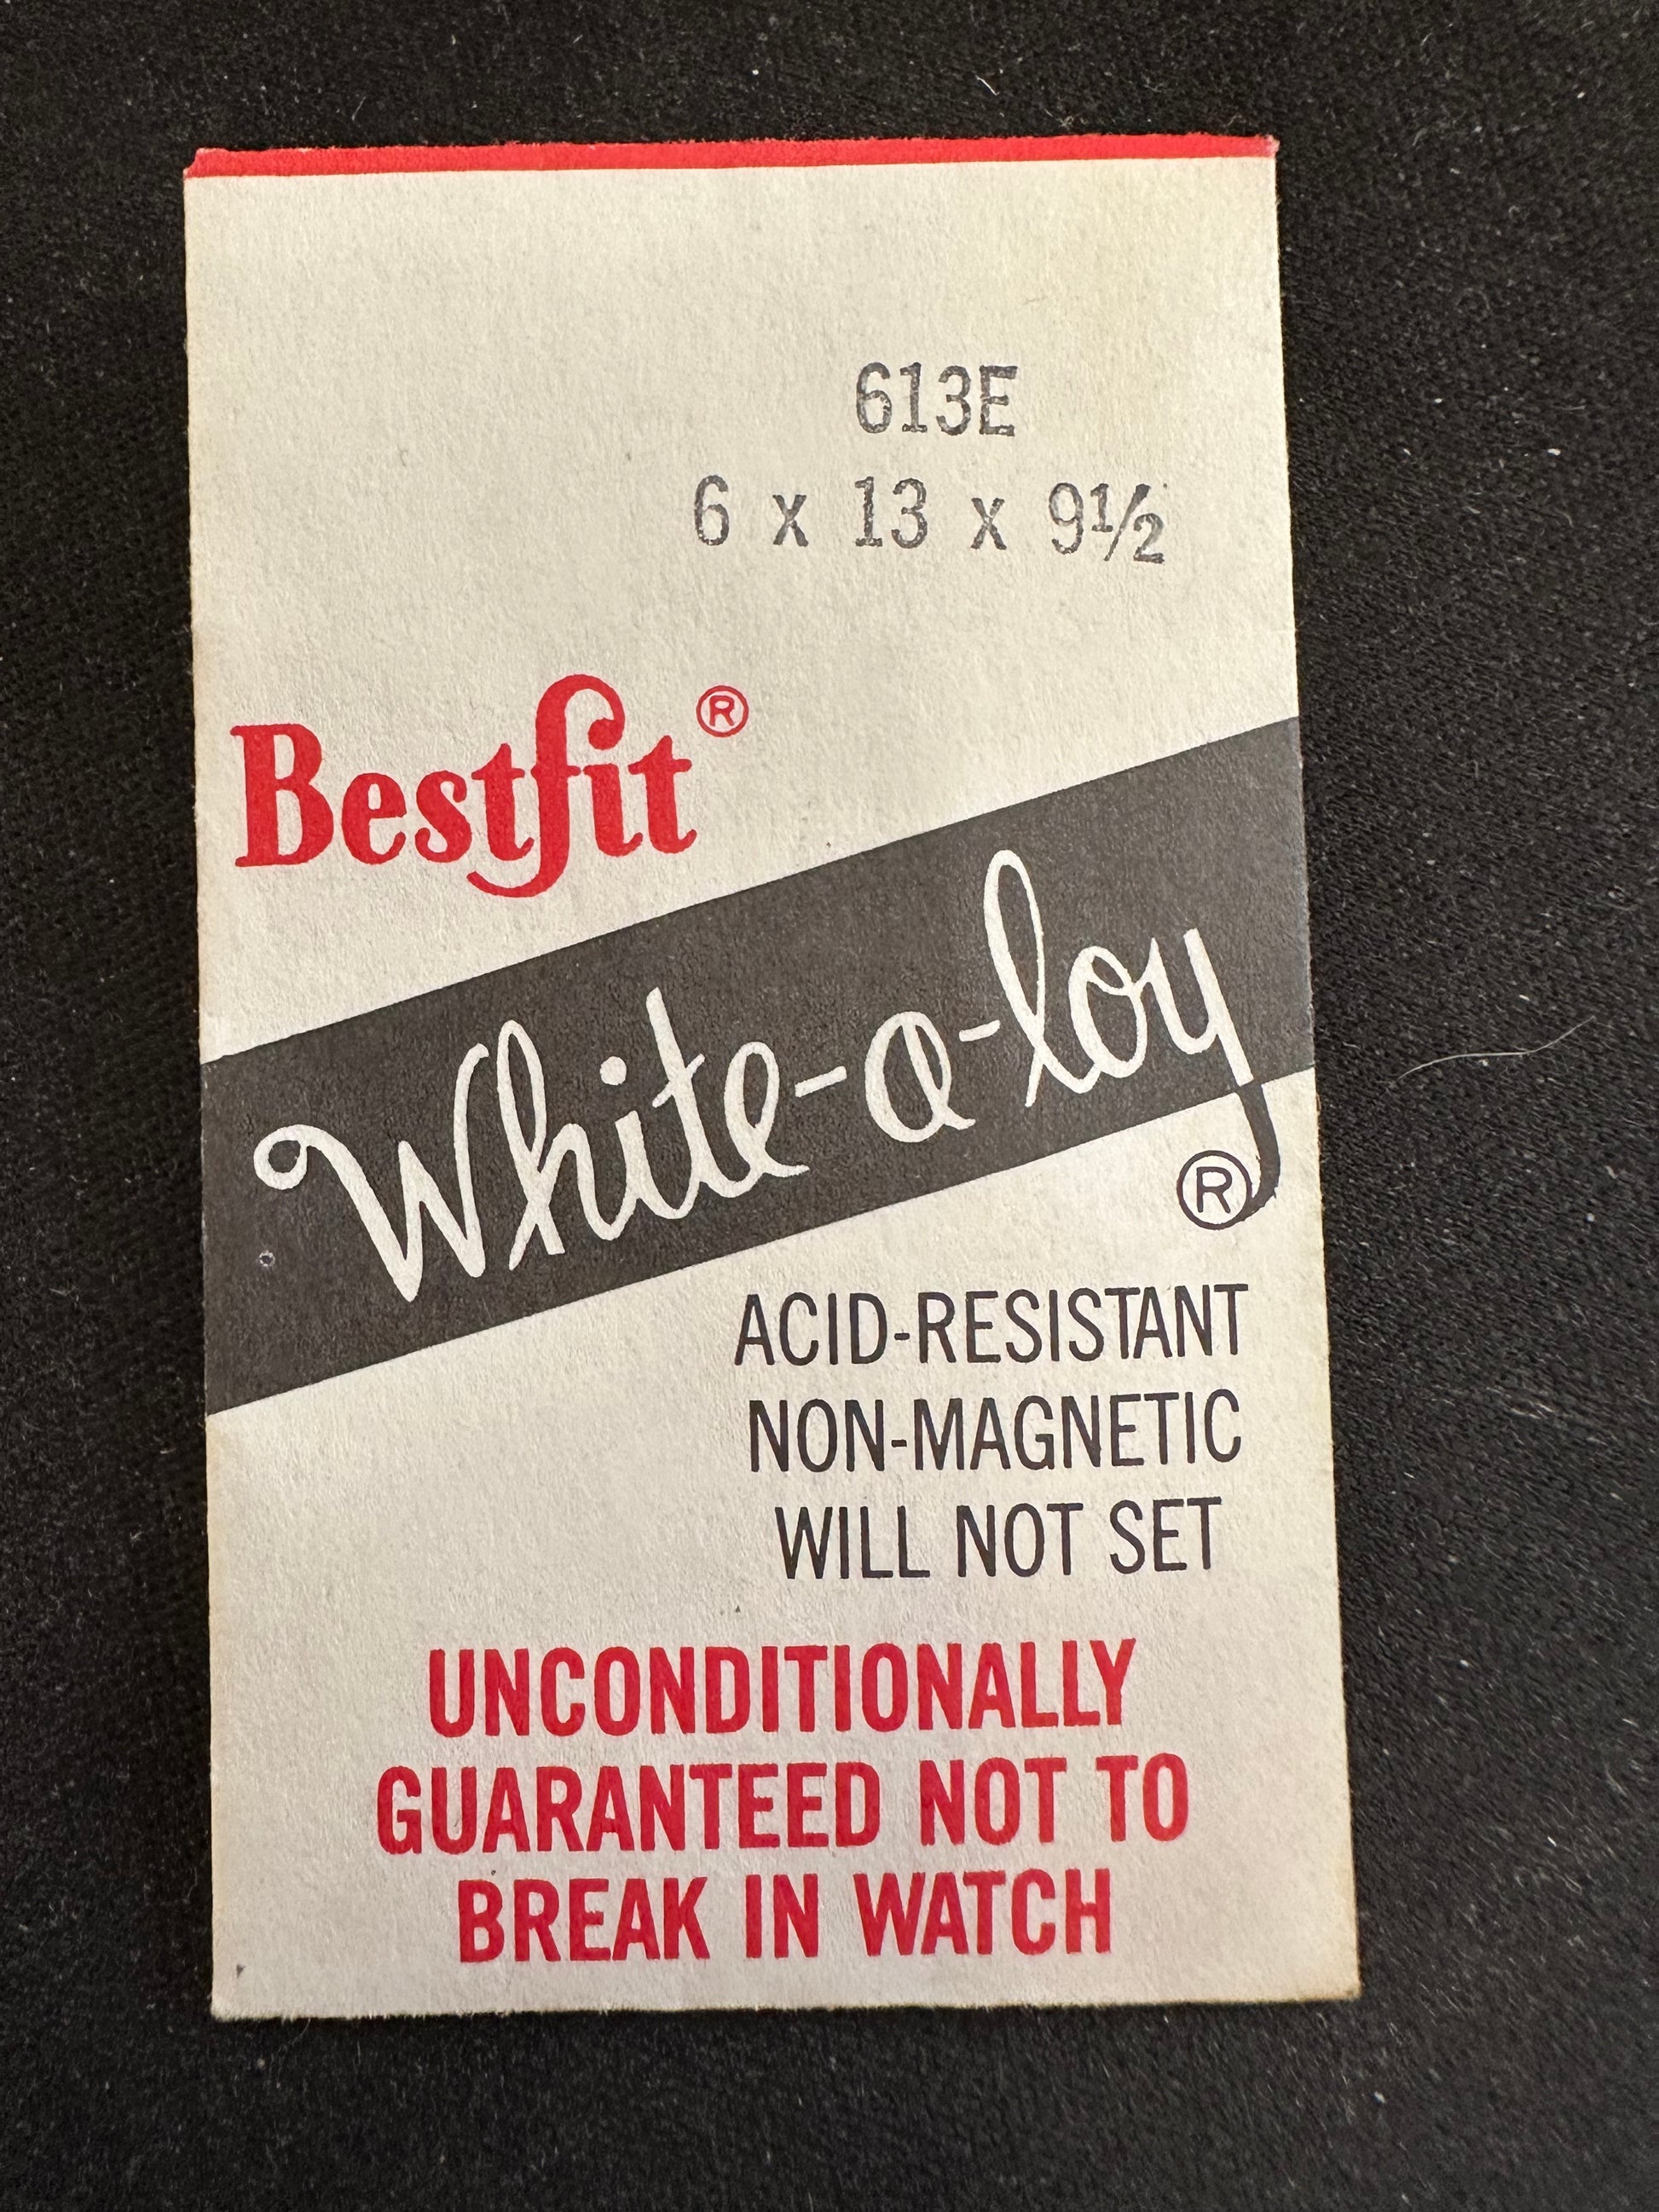 613E
6 x 13 x 9½
Bestfit®
White-a-loy®
ACID-RESISTANT
NON-MAGNETIC
WILL NOT SET
UNCONDITIONALLY
GUARANTEED NOT TO
BREAK IN WATCH